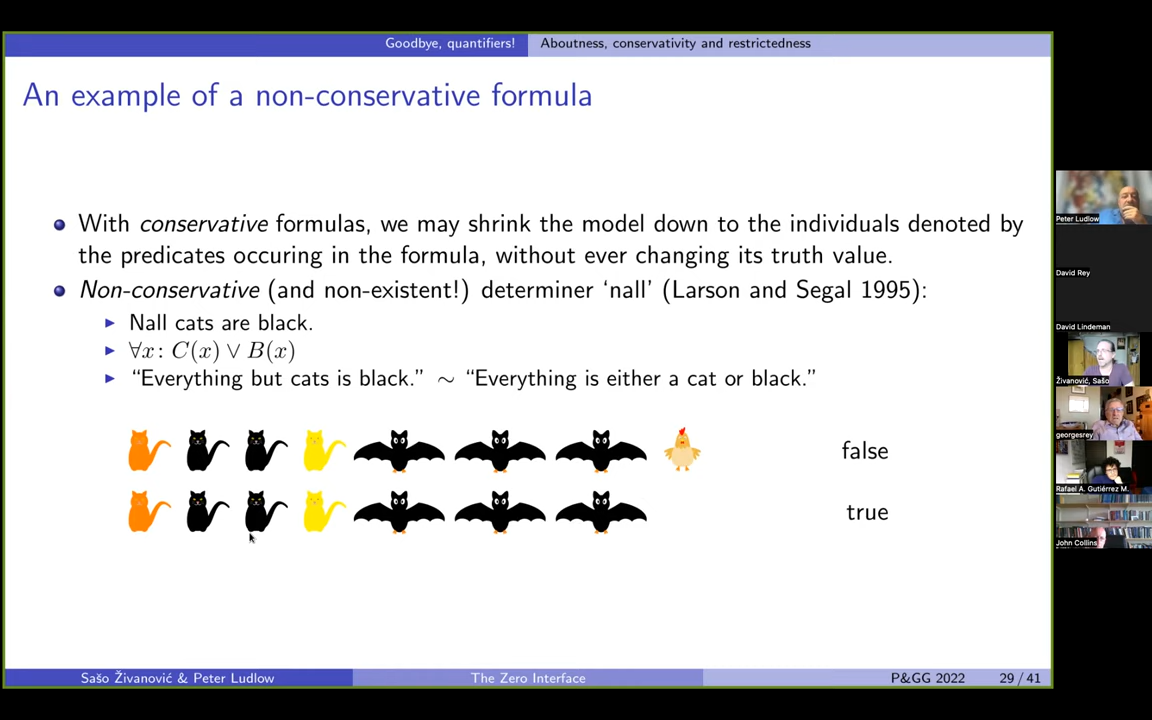 Goodbye, quantifiers! Aboutness, conservativity and restrictedness
An example of a non-conservative formula
With conservative formulas, we may shrink the model down to the individuals denoted by
the predicates occuring in the formula, without ever changing its truth value.
Non-conservative (and non-existent!) determiner ‘nall’ (Larson and Segal 1995):
Nall cats are black.
∀x: C(x) ∨ B(x)
“Everything but cats is black.” ∼ “Everything is either a cat or black.”
false
true
Sašo Živanović & Peter Ludlow The Zero Interface P&GG 2022 29 / 41
Peter Ludlow
David Rey
David Lindeman
Živanović, Sašo
georgesrey
Rafael A. Gutiérrez M.
John Collins